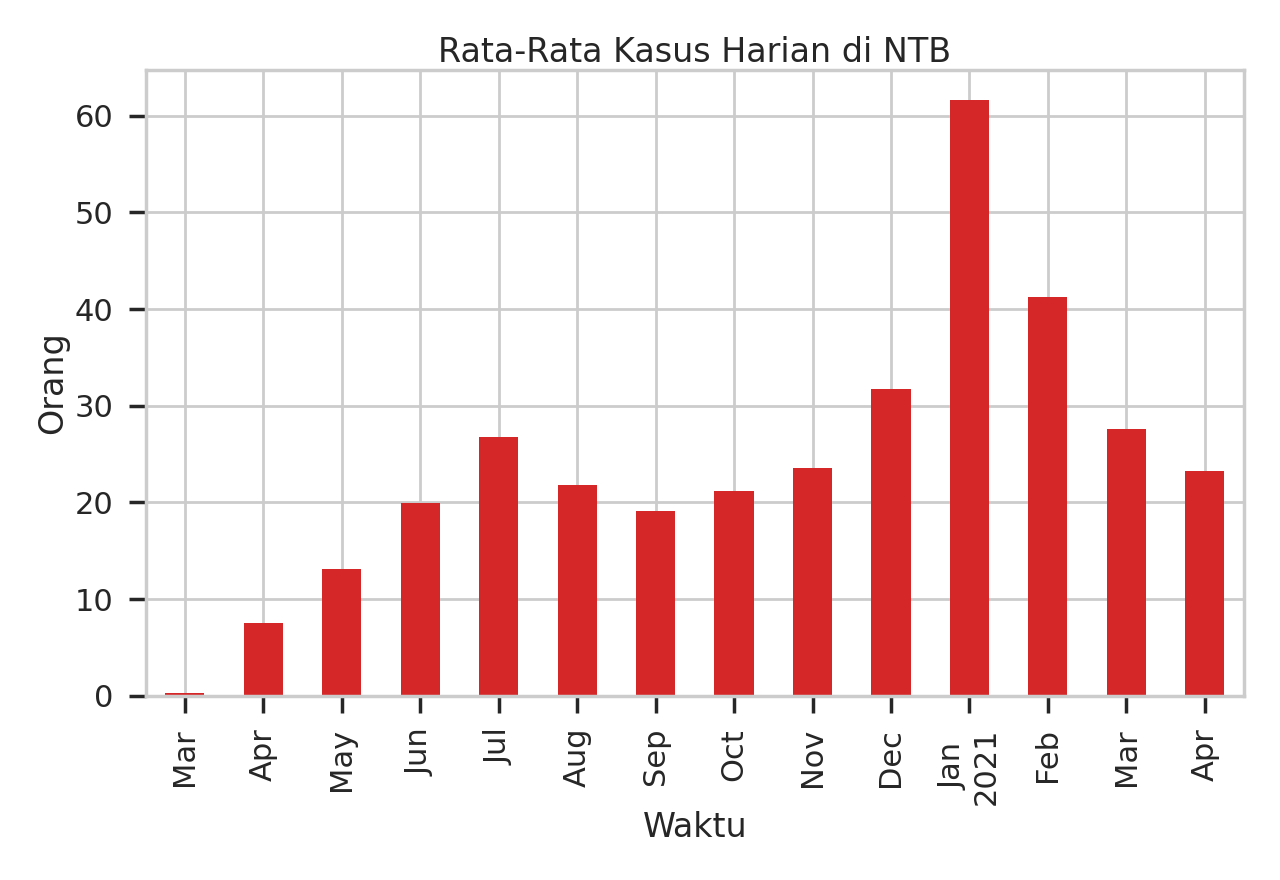 Rata-Rata Kasus Harian di NTB
60
50
40
30
20
10
0
Orang
Mar
Apr
May
Jun
Jul
Aug
Sep
Oct
Nov
Dec
Jan
2021
Feb
Mar
Apr
Waktu